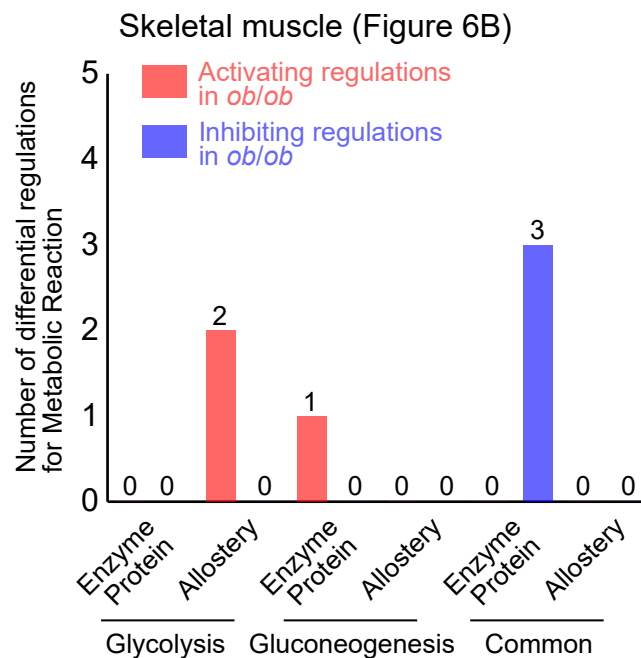 Skeletal muscle (Figure 6B)
Activating regulations
in ob/ob
Inhibiting regulations
in ob/ob
Number of differential regulations
for Metabolic Reaction
5
4
3
2
1
0
0 0 2 0 1 0 0 0 0 3 0 0
Enzyme
Protein
Allostery
Enzyme
Protein
Allostery
Enzyme
Protein
Allostery
Glycolysis
Gluconeogenesis
Common